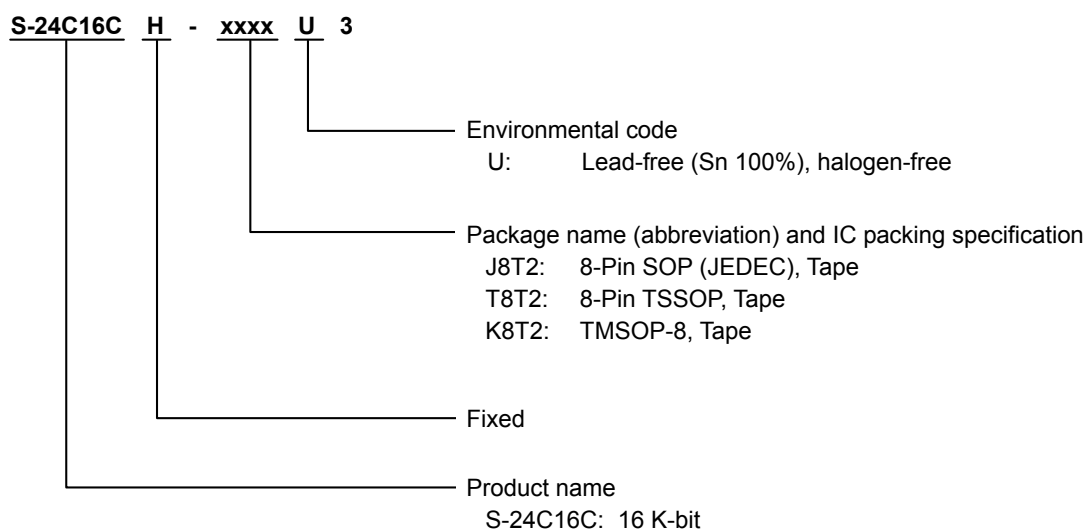 S-24C16C H - xxxx U 3
Environmental code
U: Lead-free (Sn 100%), halogen-free
Package name (abbreviation) and IC packing specification
J8T2: 8-Pin SOP (JEDEC), Tape
T8T2: 8-Pin TSSOP, Tape
K8T2: TMSOP-8, Tape
Fixed
Product name
S-24C16C: 16 K-bit